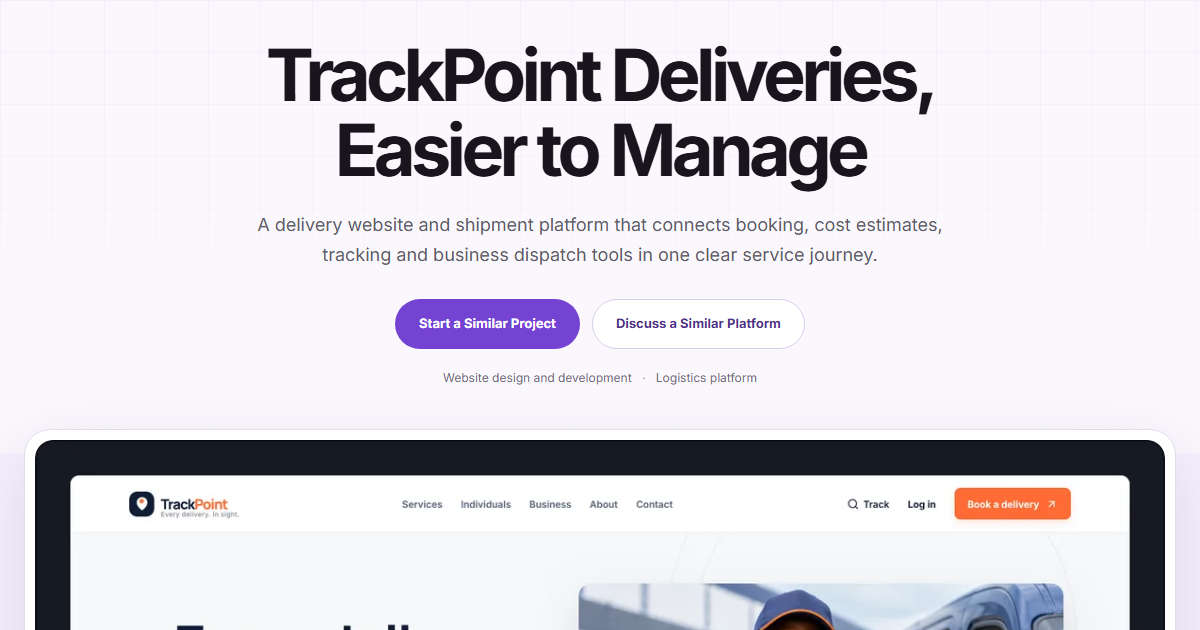 TrackPoint Deliveries,
Easier to Manage
A delivery website and shipment platform that connects booking, cost estimates,
tracking and business dispatch tools in one clear service journey.
Start a Similar Project
Discuss a Similar Platform
Website design and development · Logistics platform
TrackPoint
Every delivery. In sight.
Services Individuals Business About Contact
Track Log in Book a delivery